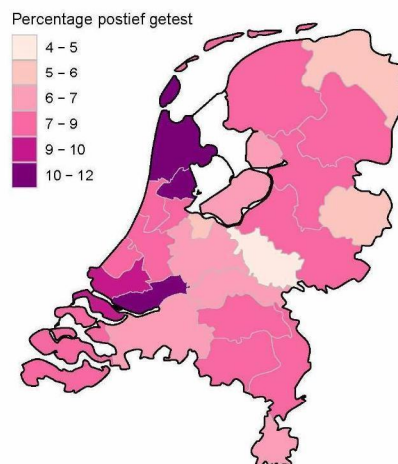 Percentage postief getest
4 – 5
5 – 6
6 – 7
7 – 9
9 – 10
10 – 12